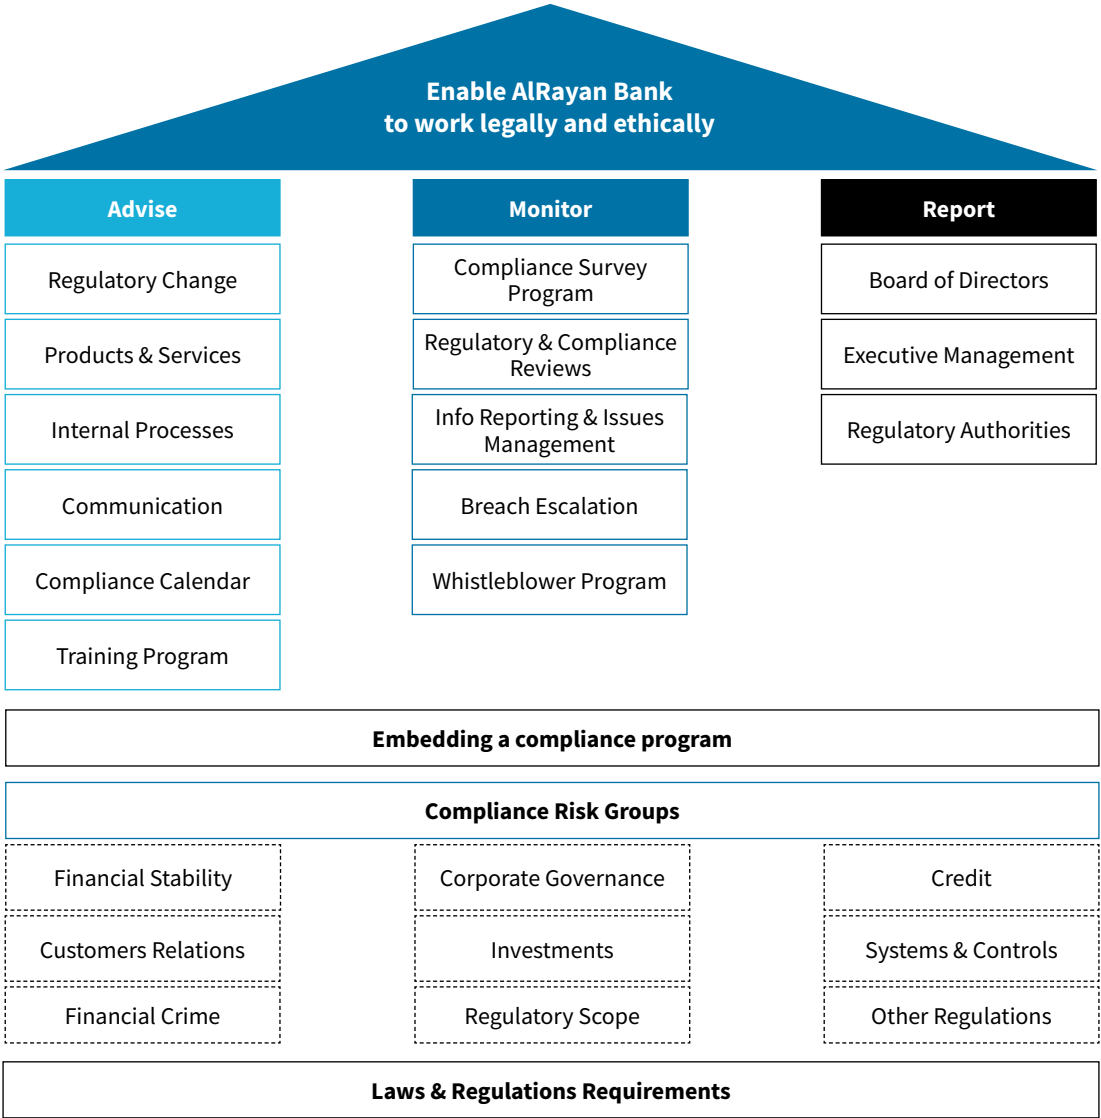 Enable AlRayan Bank
to work legally and ethically
Advise
Regulatory Change
Products & Services
Internal Processes
Communication
Compliance Calendar
Training Program
Monitor
Compliance Survey
Program
Regulatory & Compliance
Reviews
Info Reporting & Issues
Management
Breach Escalation
Whistleblower Program
Report
Board of Directors
Executive Management
Regulatory Authorities
Embedding a compliance program
Compliance Risk Groups
Financial Stability
Corporate Governance
Credit
Customers Relations
Investments
Systems & Controls
Financial Crime
Regulatory Scope
Other Regulations
Laws & Regulations Requirements